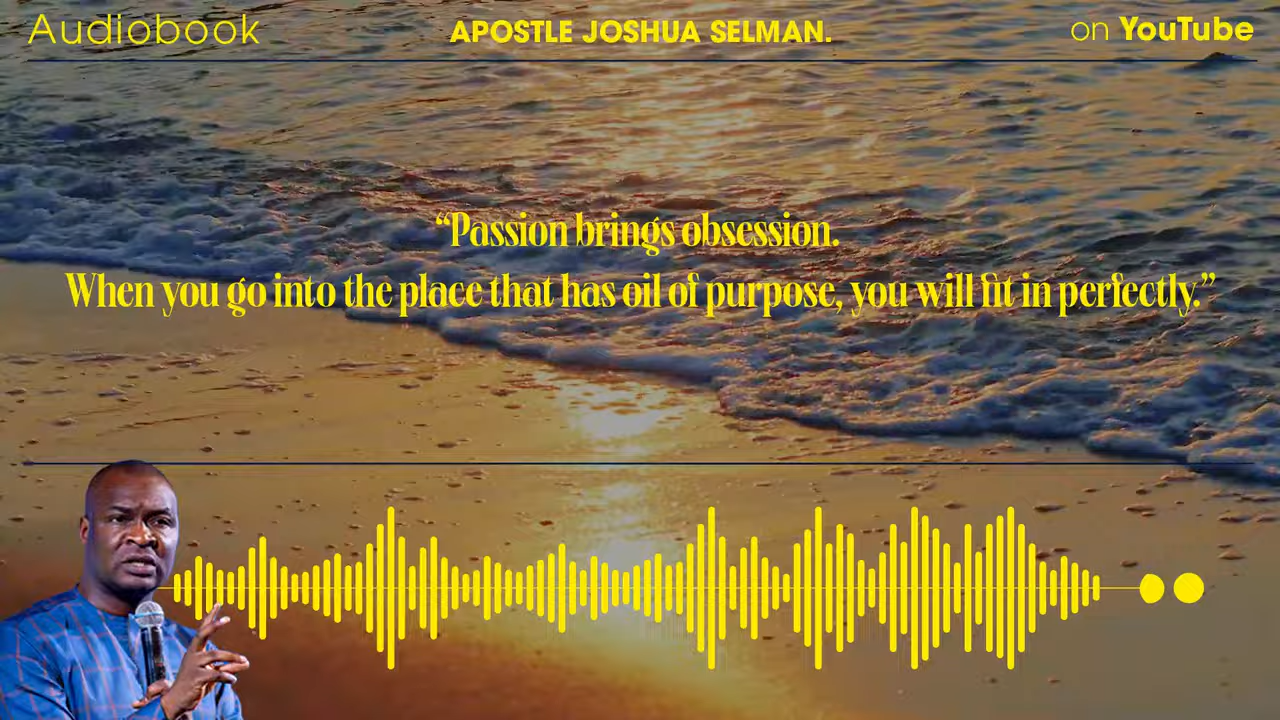 Audiobook
APOSTLE JOSHUA SELMAN.
on YouTube
“Passion brings obsession.
When you go into the place that has oil of purpose, you will fit in perfectly.”